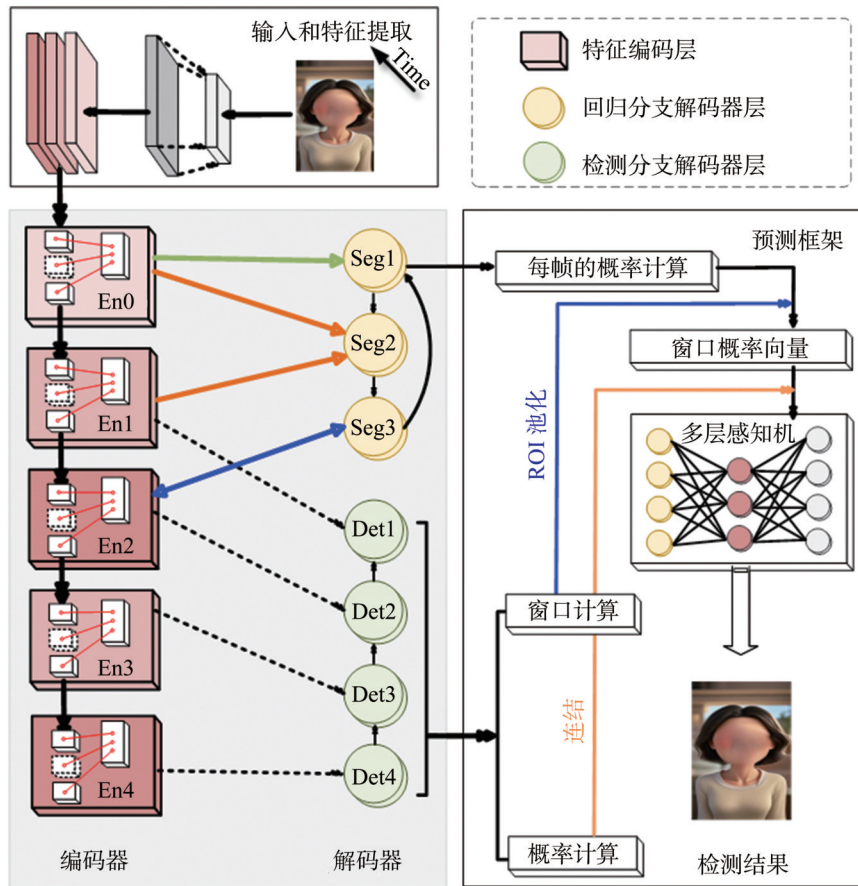 输入和特征提取
Time
特征编码层
回归分支解码器层
检测分支解码器层
En0
En1
En2
En3
En4
编码器
Seg1
Seg2
Seg3
Det1
Det2
Det3
Det4
解码器
预测框架
每帧的概率计算
窗口概率向量
多层感知机
ROI 池化
窗口计算
连结
概率计算
检测结果